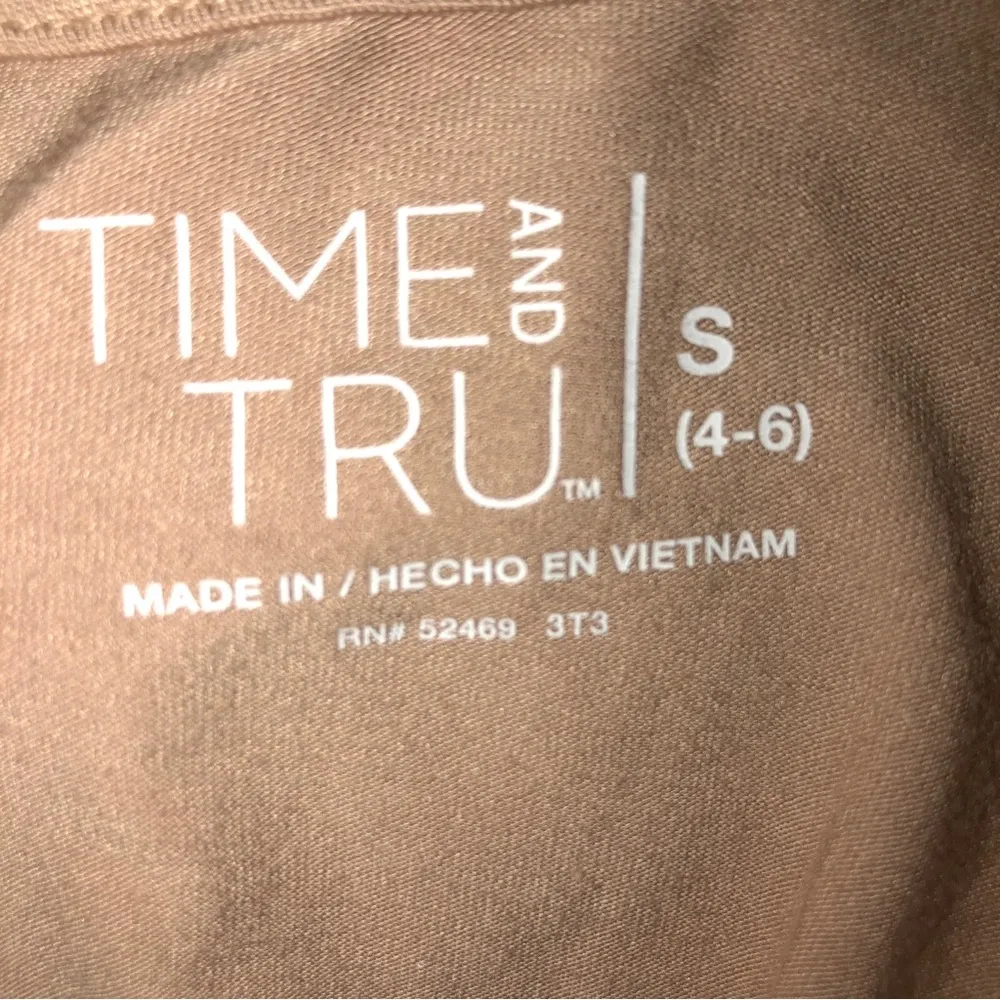 TIME AND
TRU™
S
(4-6)
MADE IN / HECHO EN VIETNAM
RN# 52469 3T3